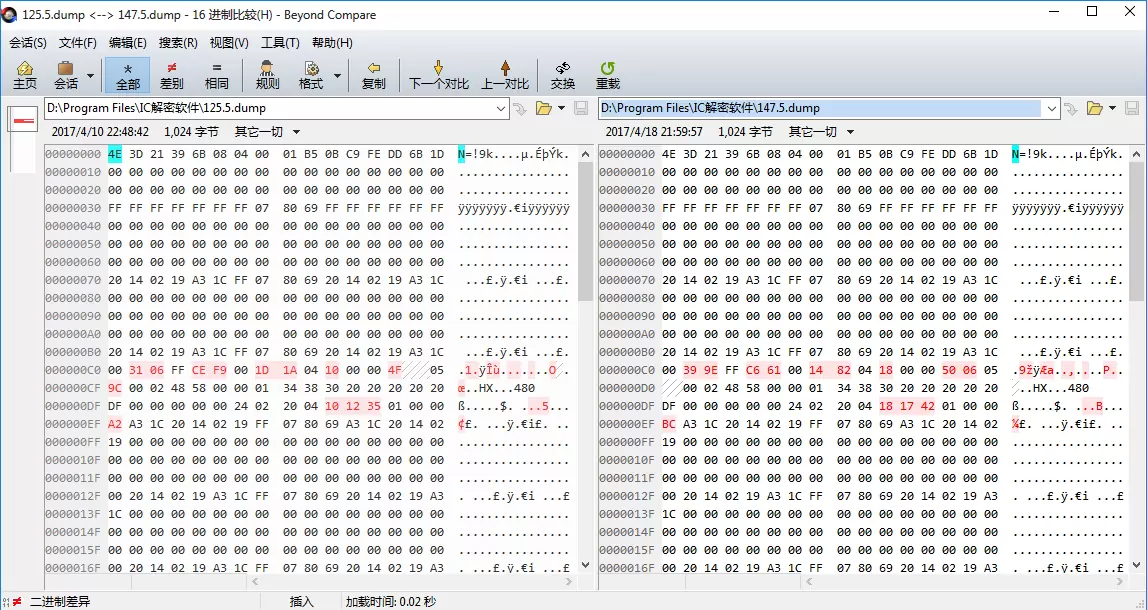 125.5.dump <--> 147.5.dump - 16 进制比较(H) - Beyond Compare
会话(S) 文件(F) 编辑(E) 搜索(R) 视图(V) 工具(T) 帮助(H)
主页 会话 全部 差别 相同 规则 格式 复制 下一个对比 上一对比 交换 重载
D:\Program Files\IC解密软件\125.5.dump D:\Program Files\IC解密软件\147.5.dump
2017/4/10 22:48:42 1,024 字节 其它一切 2017/4/18 21:59:57 1,024 字节 其它一切
00000000 4E 3D 21 39 6B 08 04 00 01 B5 0B C9 FE DD 6B 1D N=!9k....µ.ÉþÝk. 00000000 4E 3D 21 39 6B 08 04 00 01 B5 0B C9 FE DD 6B 1D N=!9k....µ.ÉþÝk.
00000010 00 00 00 00 00 00 00 00 00 00 00 00 00 00 00 00 ................ 00000010 00 00 00 00 00 00 00 00 00 00 00 00 00 00 00 00 ................
00000020 00 00 00 00 00 00 00 00 00 00 00 00 00 00 00 00 ................ 00000020 00 00 00 00 00 00 00 00 00 00 00 00 00 00 00 00 ................
00000030 FF FF FF FF FF FF FF 07 80 69 FF FF FF FF FF FF ÿÿÿÿÿÿÿ.€iÿÿÿÿÿÿ 00000030 FF FF FF FF FF FF FF 07 80 69 FF FF FF FF FF FF ÿÿÿÿÿÿÿ.€iÿÿÿÿÿÿ
00000040 00 00 00 00 00 00 00 00 00 00 00 00 00 00 00 00 ................ 00000040 00 00 00 00 00 00 00 00 00 00 00 00 00 00 00 00 ................
00000050 00 00 00 00 00 00 00 00 00 00 00 00 00 00 00 00 ................ 00000050 00 00 00 00 00 00 00 00 00 00 00 00 00 00 00 00 ................
00000060 00 00 00 00 00 00 00 00 00 00 00 00 00 00 00 00 ................ 00000060 00 00 00 00 00 00 00 00 00 00 00 00 00 00 00 00 ................
00000070 20 14 02 19 A3 1C FF 07 80 69 20 14 02 19 A3 1C ...£.ÿ.€i ...£. 00000070 20 14 02 19 A3 1C FF 07 80 69 20 14 02 19 A3 1C ...£.ÿ.€i ...£.
00000080 00 00 00 00 00 00 00 00 00 00 00 00 00 00 00 00 ................ 00000080 00 00 00 00 00 00 00 00 00 00 00 00 00 00 00 00 ................
00000090 00 00 00 00 00 00 00 00 00 00 00 00 00 00 00 00 ................ 00000090 00 00 00 00 00 00 00 00 00 00 00 00 00 00 00 00 ................
000000A0 00 00 00 00 00 00 00 00 00 00 00 00 00 00 00 00 ................ 000000A0 00 00 00 00 00 00 00 00 00 00 00 00 00 00 00 00 ................
000000B0 20 14 02 19 A3 1C FF 07 80 69 20 14 02 19 A3 1C ...£.ÿ.€i ...£. 000000B0 20 14 02 19 A3 1C FF 07 80 69 20 14 02 19 A3 1C ...£.ÿ.€i ...£.
000000C0 00 31 06 FF CE F9 00 1D 1A 04 10 00 00 4F 05 .1.ÿÎù.......O. 000000C0 00 39 9E FF C6 61 00 14 82 04 18 00 00 50 06 05 .9žÿÆa..‚....P..
000000CF 9C 00 02 48 58 00 00 01 34 38 30 20 20 20 20 20 œ..HX...480 000000D0 00 02 48 58 00 00 01 34 38 30 20 20 20 20 20 ..HX...480
000000DF DF 00 00 00 00 00 24 02 20 04 10 12 35 01 00 00 ß.....$. ...5... 000000DF DF 00 00 00 00 00 24 02 20 04 18 17 42 01 00 00 ß.....$. ...B...
000000EF A2 A3 1C 20 14 02 19 FF 07 80 69 A3 1C 20 14 02 ¢£. ...ÿ.€i£. .. 000000EF BC A3 1C 20 14 02 19 FF 07 80 69 A3 1C 20 14 02 ¼£. ...ÿ.€i£. ..
000000FF 19 00 00 00 00 00 00 00 00 00 00 00 00 00 00 00 ................ 000000FF 19 00 00 00 00 00 00 00 00 00 00 00 00 00 00 00 ................
0000010F 00 00 00 00 00 00 00 00 00 00 00 00 00 00 00 00 ................ 0000010F 00 00 00 00 00 00 00 00 00 00 00 00 00 00 00 00 ................
0000011F 00 00 00 00 00 00 00 00 00 00 00 00 00 00 00 00 ................ 0000011F 00 00 00 00 00 00 00 00 00 00 00 00 00 00 00 00 ................
0000012F 00 20 14 02 19 A3 1C FF 07 80 69 20 14 02 19 A3 . ...£.ÿ.€i ...£ 0000012F 00 20 14 02 19 A3 1C FF 07 80 69 20 14 02 19 A3 . ...£.ÿ.€i ...£
0000013F 1C 00 00 00 00 00 00 00 00 00 00 00 00 00 00 00 ................ 0000013F 1C 00 00 00 00 00 00 00 00 00 00 00 00 00 00 00 ................
0000014F 00 00 00 00 00 00 00 00 00 00 00 00 00 00 00 00 ................ 0000014F 00 00 00 00 00 00 00 00 00 00 00 00 00 00 00 00 ................
0000015F 00 00 00 00 00 00 00 00 00 00 00 00 00 00 00 00 ................ 0000015F 00 00 00 00 00 00 00 00 00 00 00 00 00 00 00 00 ................
0000016F 00 20 14 02 19 A3 1C FF 07 80 69 20 14 02 19 A3 . ...£.ÿ.€i ...£ 0000016F 00 20 14 02 19 A3 1C FF 07 80 69 20 14 02 19 A3 . ...£.ÿ.€i ...£
二进制差异 插入 加载时间: 0.02 秒